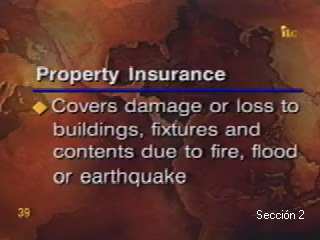 itc
Property Insurance
Covers damage or loss to
buildings, fixtures and
contents due to fire, flood
or earthquake
39
Sección 2